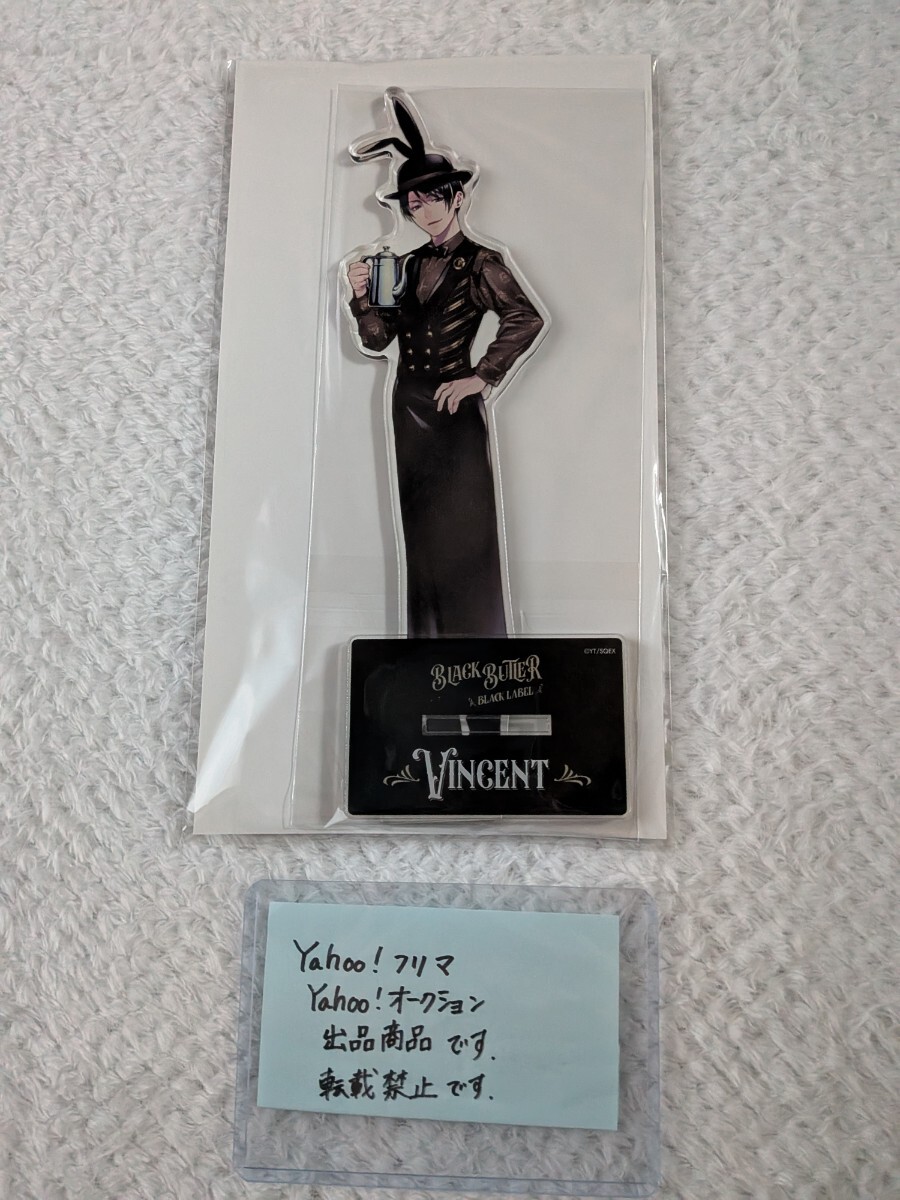 ©YT/SQEX
BLACK BUTLER
BLACK LABEL
VINCENT
Yahoo!フリマ
Yahoo!オークション
出品商品です.
転載禁止です.